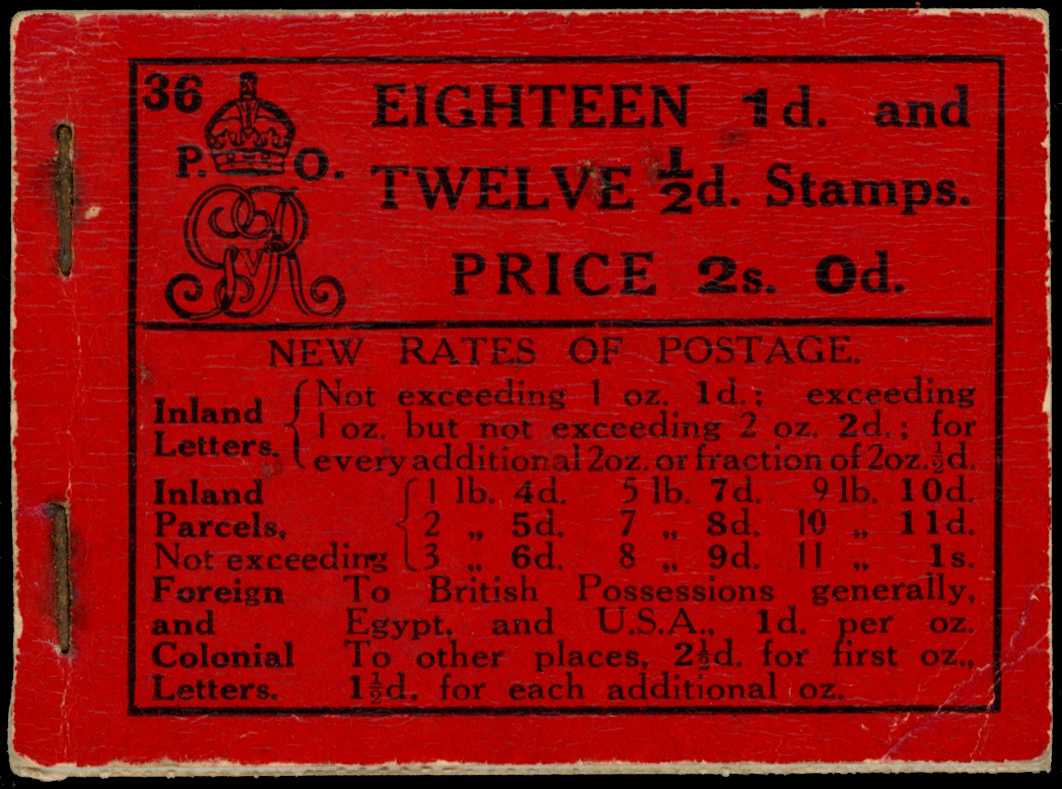 36
P. O.
GVR
EIGHTEEN 1d. and
TWELVE ½d. Stamps.
PRICE 2s. 0d.
NEW RATES OF POSTAGE.
Inland Letters. { Not exceeding 1 oz. 1d.; exceeding
1 oz. but not exceeding 2 oz. 2d.; for
every additional 2oz. or fraction of 2oz. ½d.
Inland { 1 lb. 4d. 5 lb. 7d. 9 lb. 10d.
Parcels, 2 „ 5d. 7 „ 8d. 10 „ 11d.
Not exceeding 3 „ 6d. 8 „ 9d. 11 „ 1s.
Foreign To British Possessions generally,
and Egypt, and U.S.A., 1d. per oz.
Colonial To other places, 2½d. for first oz.,
Letters. 1½d. for each additional oz.